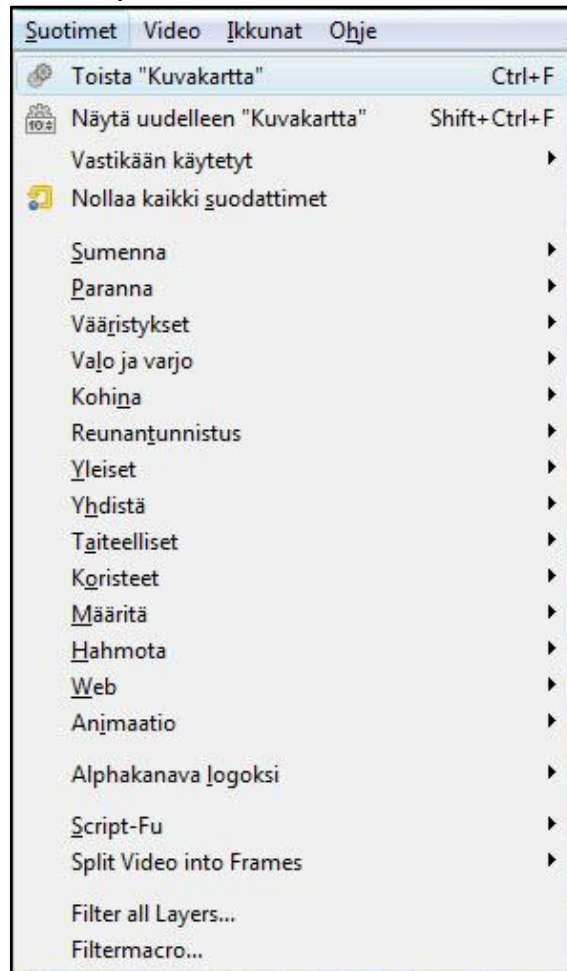 Suotimet Video Ikkunat Ohje
Toista "Kuvakartta" Ctrl+F
Näytä uudelleen "Kuvakartta" Shift+Ctrl+F
Vastikään käytetyt
Nollaa kaikki suodattimet
Sumenna
Paranna
Vääristykset
Valo ja varjo
Kohina
Reunantunnistus
Yleiset
Yhdistä
Taiteelliset
Koristeet
Määritä
Hahmota
Web
Animaatio
Alphakanava logoksi
Script-Fu
Split Video into Frames
Filter all Layers...
Filtermacro...